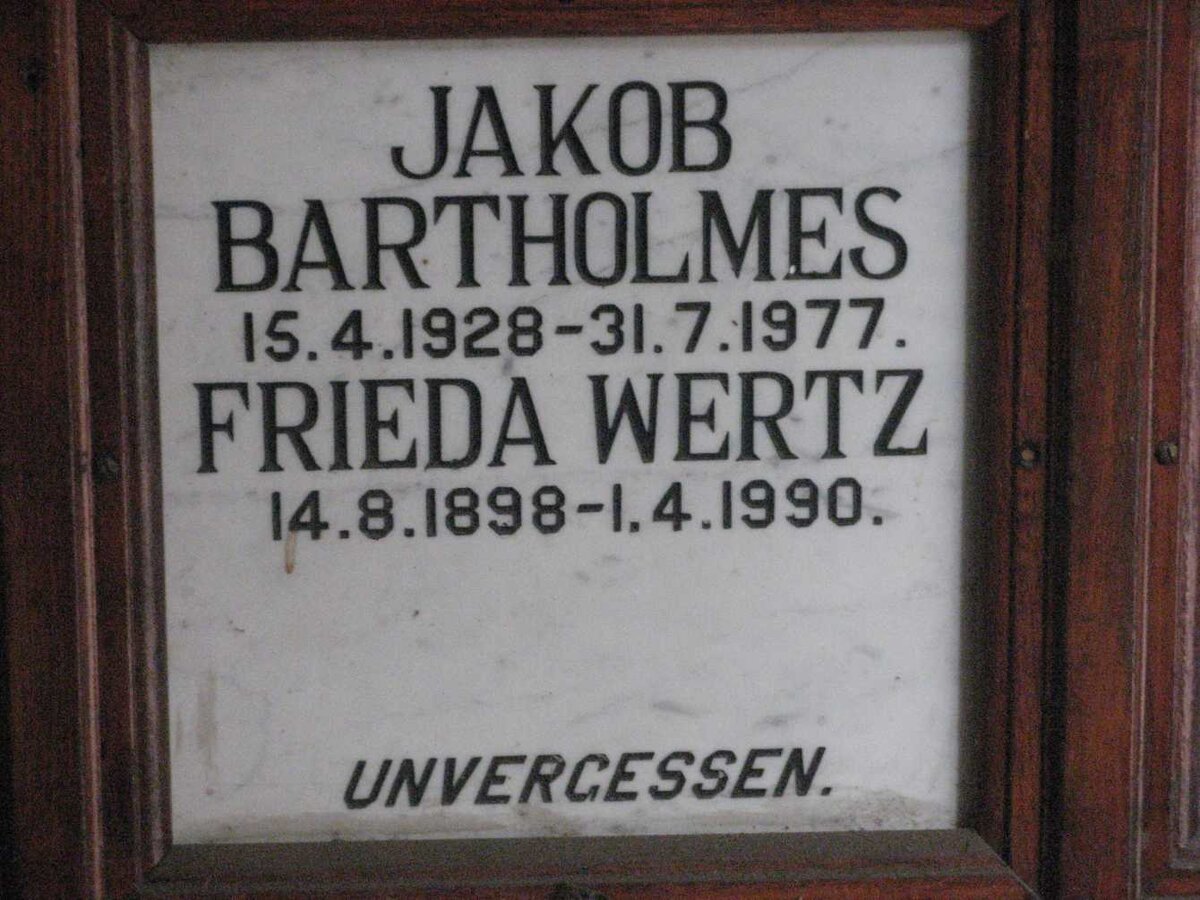 JAKOB
BARTHOLMES
15.4.1928-31.7.1977.
FRIEDA WERTZ
14.8.1898-1.4.1990.
UNVERGESSEN.